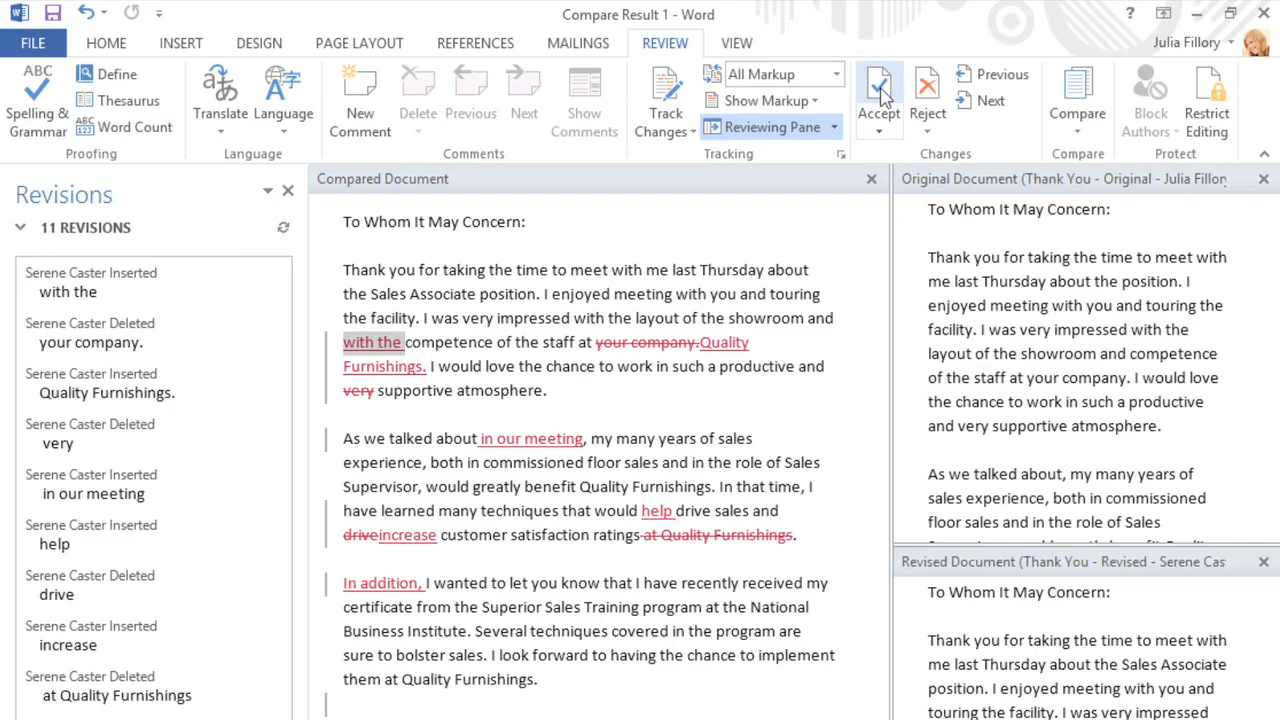 Compare Result 1 - Word
?
FILE HOME INSERT DESIGN PAGE LAYOUT REFERENCES MAILINGS REVIEW VIEW
Julia Fillory
ABC
Spelling & Grammar
Define
Thesaurus
ABC
123
Word Count
Proofing
Translate
Language
Language
New Comment
Delete
Previous
Next
Show Comments
Comments
Track Changes
All Markup
Show Markup
Reviewing Pane
Tracking
Accept
Reject
Previous
Next
Changes
Compare
Compare
Block Authors
Restrict Editing
Protect
Revisions
11 REVISIONS
Serene Caster Inserted
with the
Serene Caster Deleted
your company.
Serene Caster Inserted
Quality Furnishings.
Serene Caster Deleted
very
Serene Caster Inserted
in our meeting
Serene Caster Inserted
help
Serene Caster Deleted
drive
Serene Caster Inserted
increase
Serene Caster Deleted
at Quality Furnishings
Compared Document
To Whom It May Concern:
Thank you for taking the time to meet with me last Thursday about
the Sales Associate position. I enjoyed meeting with you and touring
the facility. I was very impressed with the layout of the showroom and
with the competence of the staff at your company.Quality
Furnishings. I would love the chance to work in such a productive and
very supportive atmosphere.
As we talked about in our meeting, my many years of sales
experience, both in commissioned floor sales and in the role of Sales
Supervisor, would greatly benefit Quality Furnishings. In that time, I
have learned many techniques that would help drive sales and
driveincrease customer satisfaction ratings at Quality Furnishings.
In addition, I wanted to let you know that I have recently received my
certificate from the Superior Sales Training program at the National
Business Institute. Several techniques covered in the program are
sure to bolster sales. I look forward to having the chance to implement
them at Quality Furnishings.
Original Document (Thank You - Original - Julia Fillory
To Whom It May Concern:
Thank you for taking the time to meet with
me last Thursday about the position. I
enjoyed meeting with you and touring the
facility. I was very impressed with the
layout of the showroom and competence
of the staff at your company. I would love
the chance to work in such a productive
and very supportive atmosphere.
As we talked about, my many years of
sales experience, both in commissioned
floor sales and in the role of Sales
Revised Document (Thank You - Revised - Serene Cas
To Whom It May Concern:
Thank you for taking the time to meet with
me last Thursday about the Sales Associate
position. I enjoyed meeting with you and
touring the facility. I was very impressed